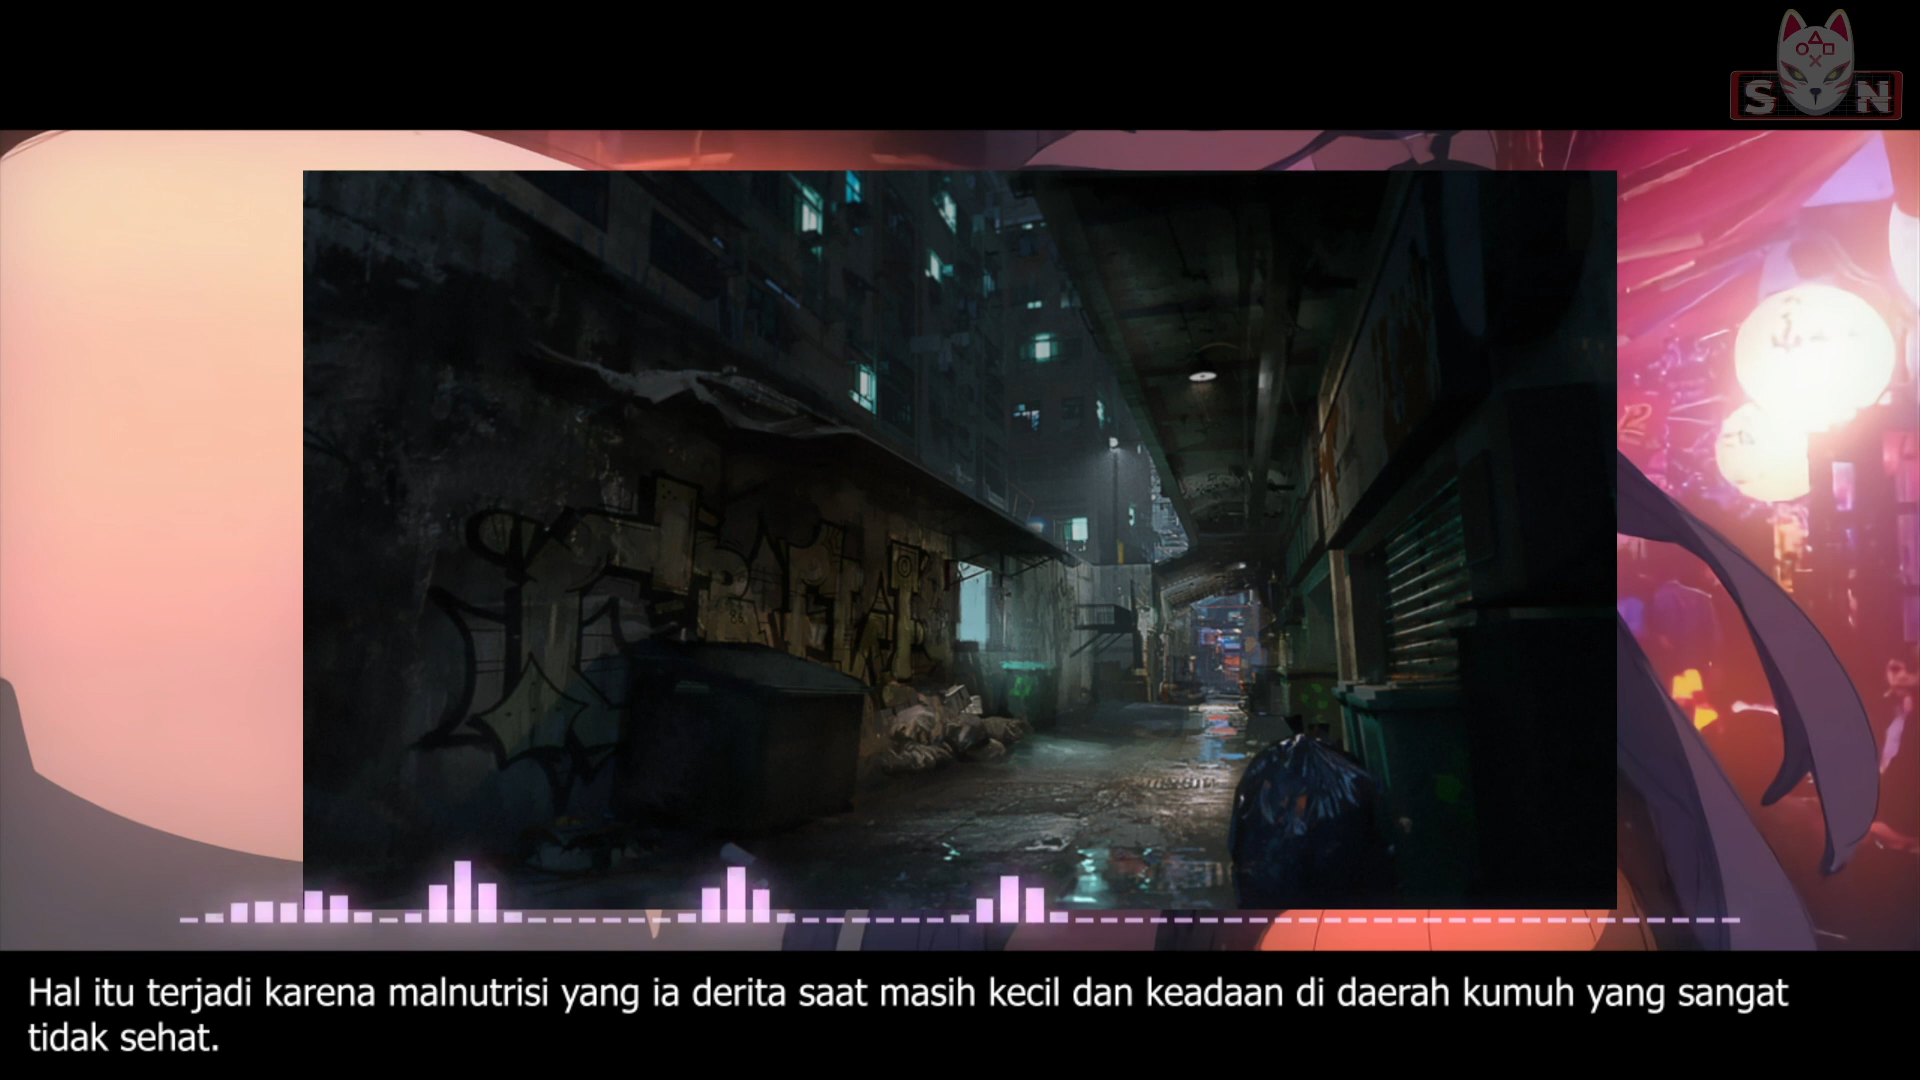 S N
Hal itu terjadi karena malnutrisi yang ia derita saat masih kecil dan keadaan di daerah kumuh yang sangat
tidak sehat.